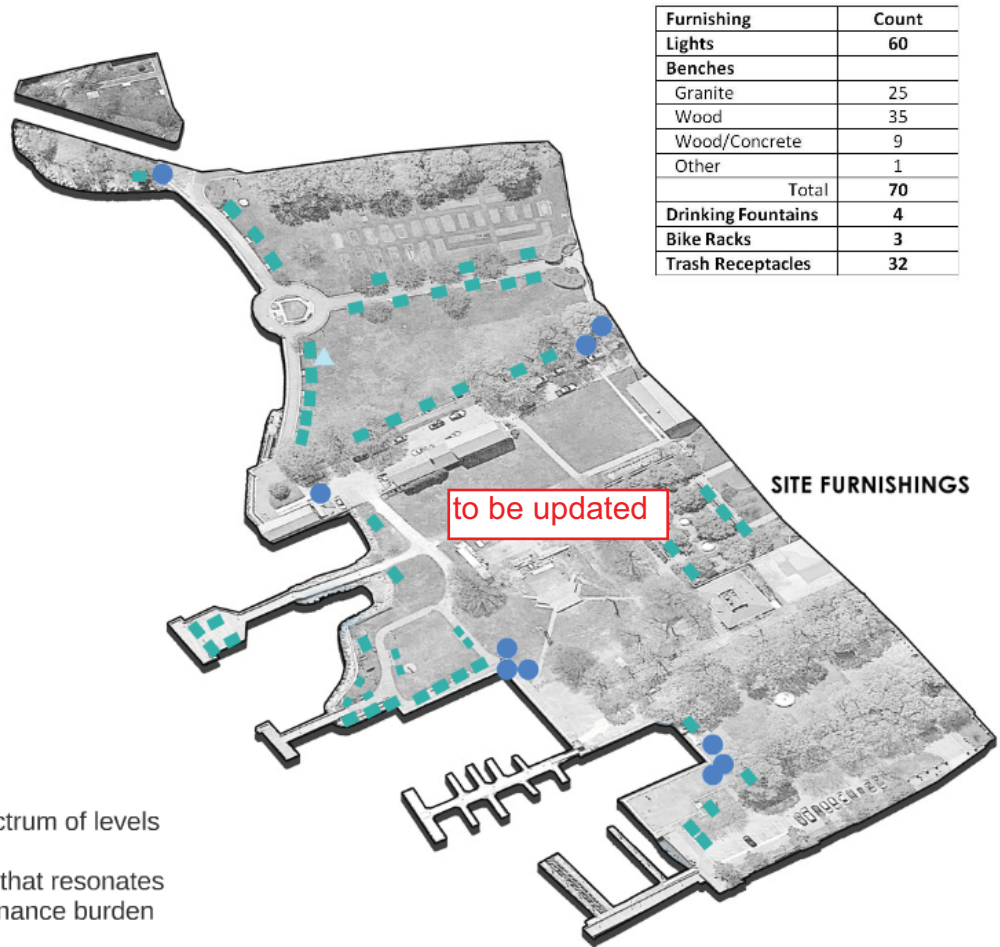 Furnishing Count
Lights 60
Benches
Granite 25
Wood 35
Wood/Concrete 9
Other 1
Total 70
Drinking Fountains 4
Bike Racks 3
Trash Receptacles 32
SITE FURNISHINGS
to be updated
ctrum of levels
that resonates
nance burden